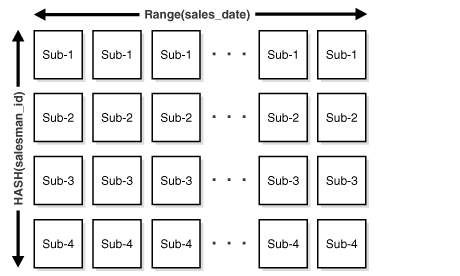 Range(sales_date)
HASH(salesman_id)
Sub-1 Sub-1 Sub-1 . . . Sub-1 Sub-1
Sub-2 Sub-2 Sub-2 . . . Sub-2 Sub-2
Sub-3 Sub-3 Sub-3 . . . Sub-3 Sub-3
Sub-4 Sub-4 Sub-4 . . . Sub-4 Sub-4